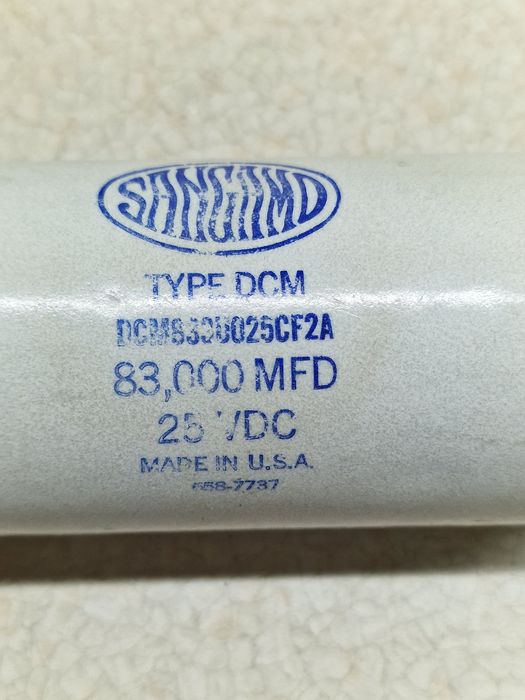 SANGAMO
TYPE DCM
DCM833U025CF2A
83,000 MFD
25 VDC
MADE IN U.S.A.
658-7737